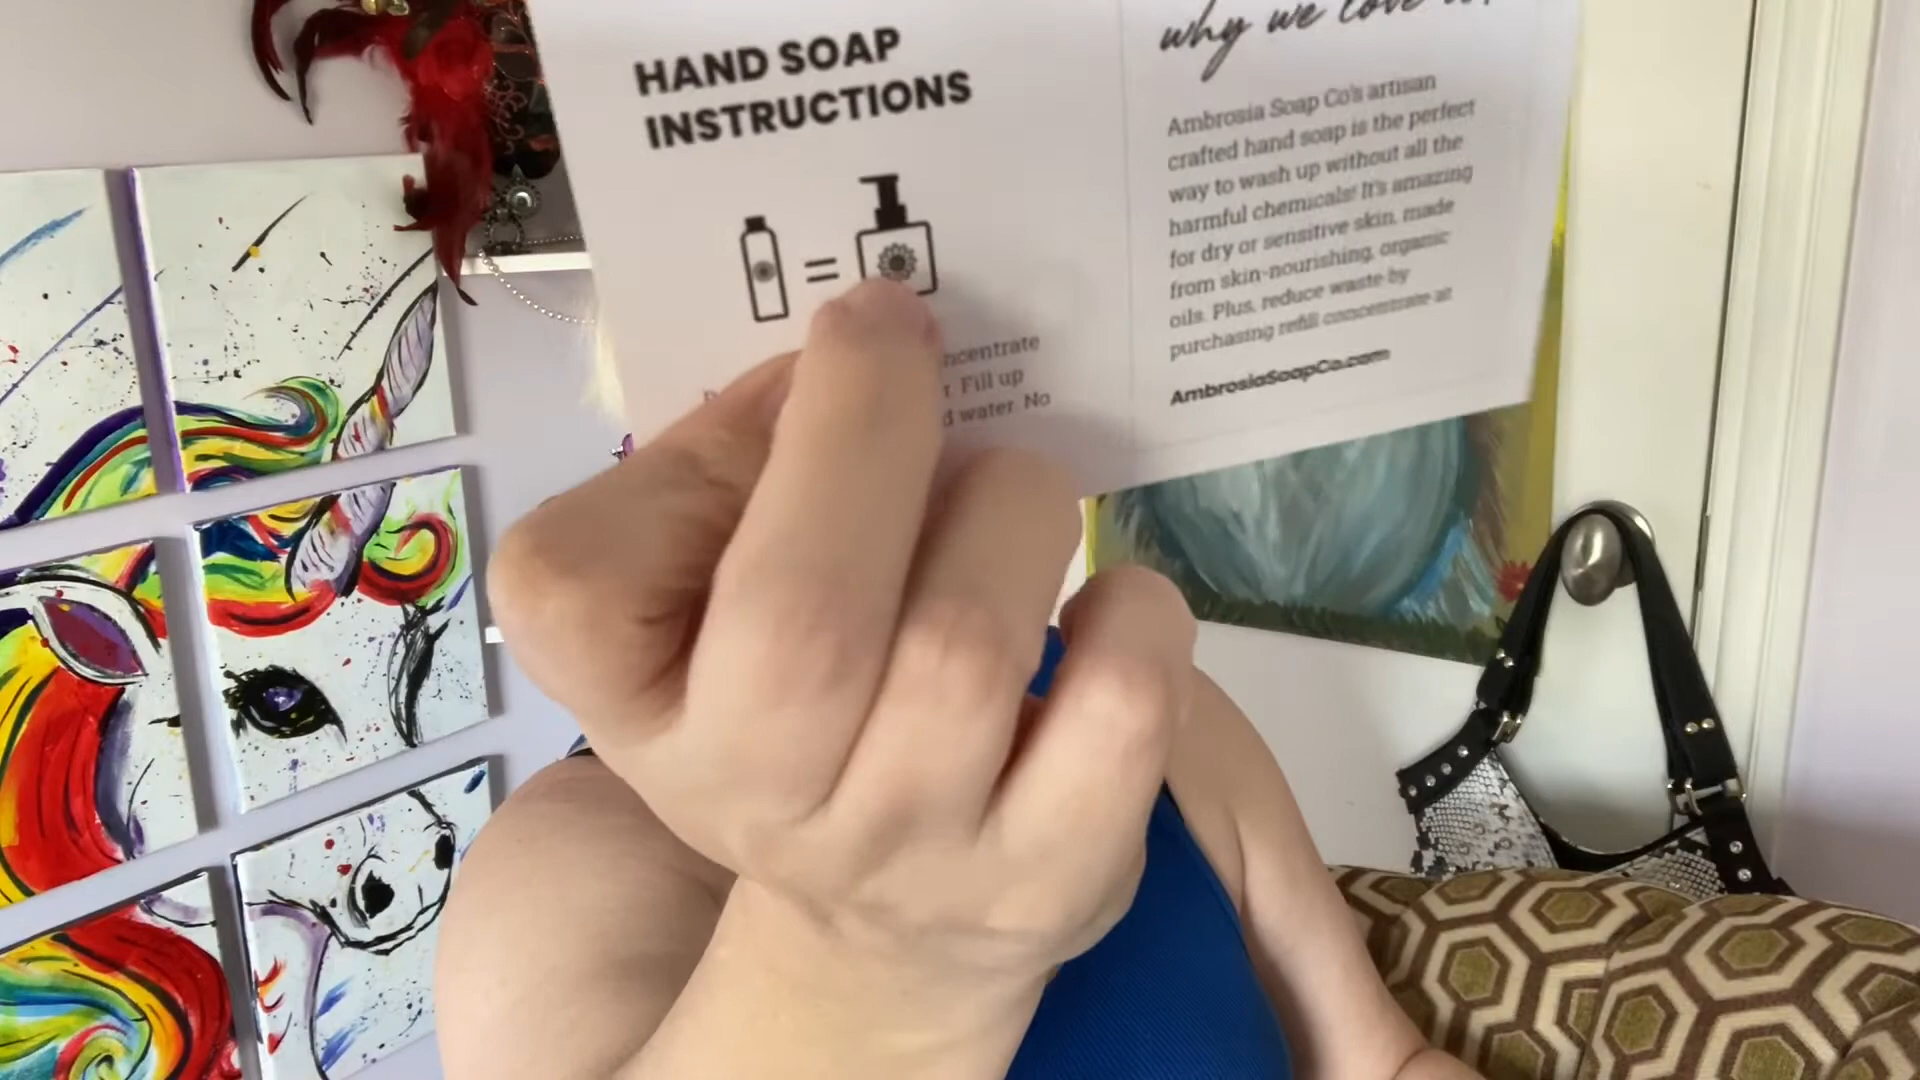 HAND SOAP
INSTRUCTIONS
=
ncentrate
Fill up
water. No
why we love it!
Ambrosia Soap Co's artisan
crafted hand soap is the perfect
way to wash up without all the
harmful chemicals! It's amazing
for dry or sensitive skin, made
from skin-nourishing, organic
oils. Plus, reduce waste by
purchasing refill concentrate at
AmbrosiaSoapCo.com